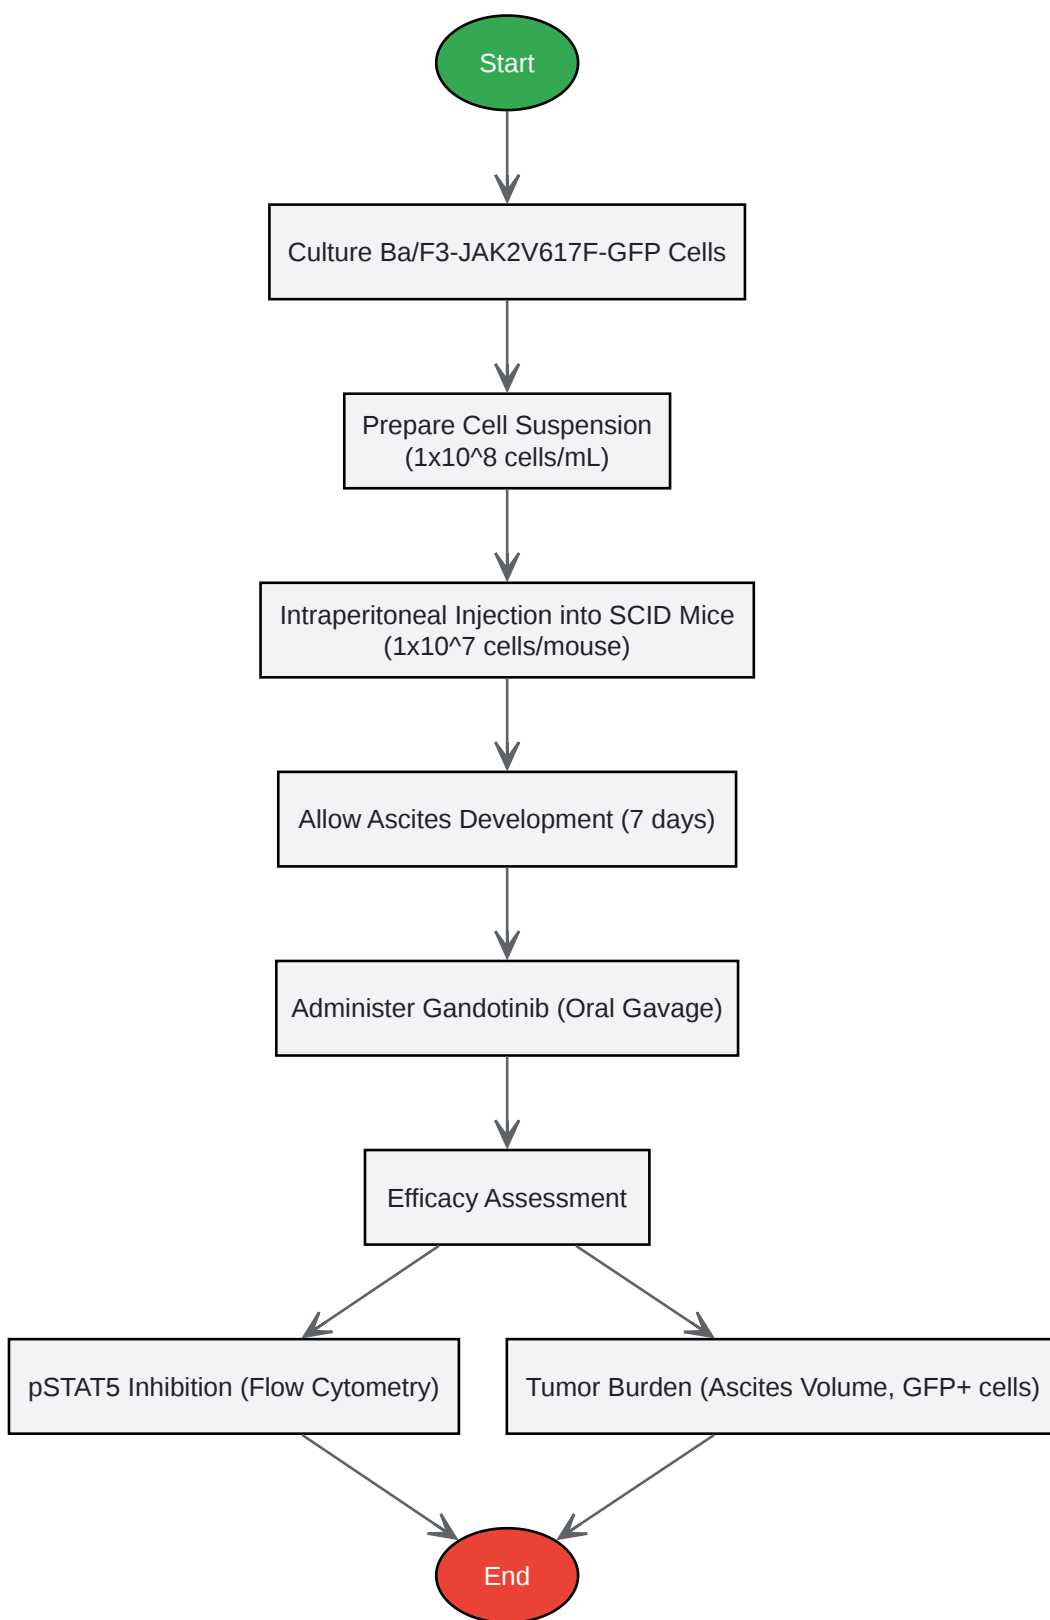 Start
Culture Ba/F3-JAK2V617F-GFP Cells
Prepare Cell Suspension
(1x10^8 cells/mL)
Intraperitoneal Injection into SCID Mice
(1x10^7 cells/mouse)
Allow Ascites Development (7 days)
Administer Gandotinib (Oral Gavage)
Efficacy Assessment
pSTAT5 Inhibition (Flow Cytometry)
Tumor Burden (Ascites Volume, GFP+ cells)
End